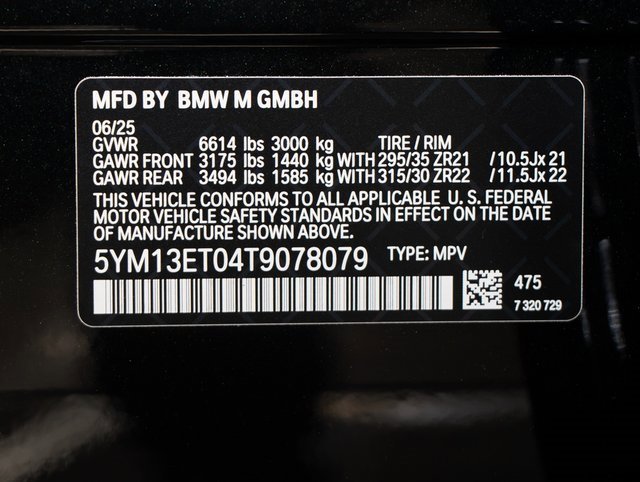 MFD BY BMW M GMBH
06/25
GVWR 6614 lbs 3000 kg TIRE / RIM
GAWR FRONT 3175 lbs 1440 kg WITH 295/35 ZR21 /10.5Jx 21
GAWR REAR 3494 lbs 1585 kg WITH 315/30 ZR22 /11.5Jx 22
THIS VEHICLE CONFORMS TO ALL APPLICABLE U. S. FEDERAL
MOTOR VEHICLE SAFETY STANDARDS IN EFFECT ON THE DATE
OF MANUFACTURE SHOWN ABOVE.
5YM13ET04T9078079 TYPE: MPV
475
7 320 729